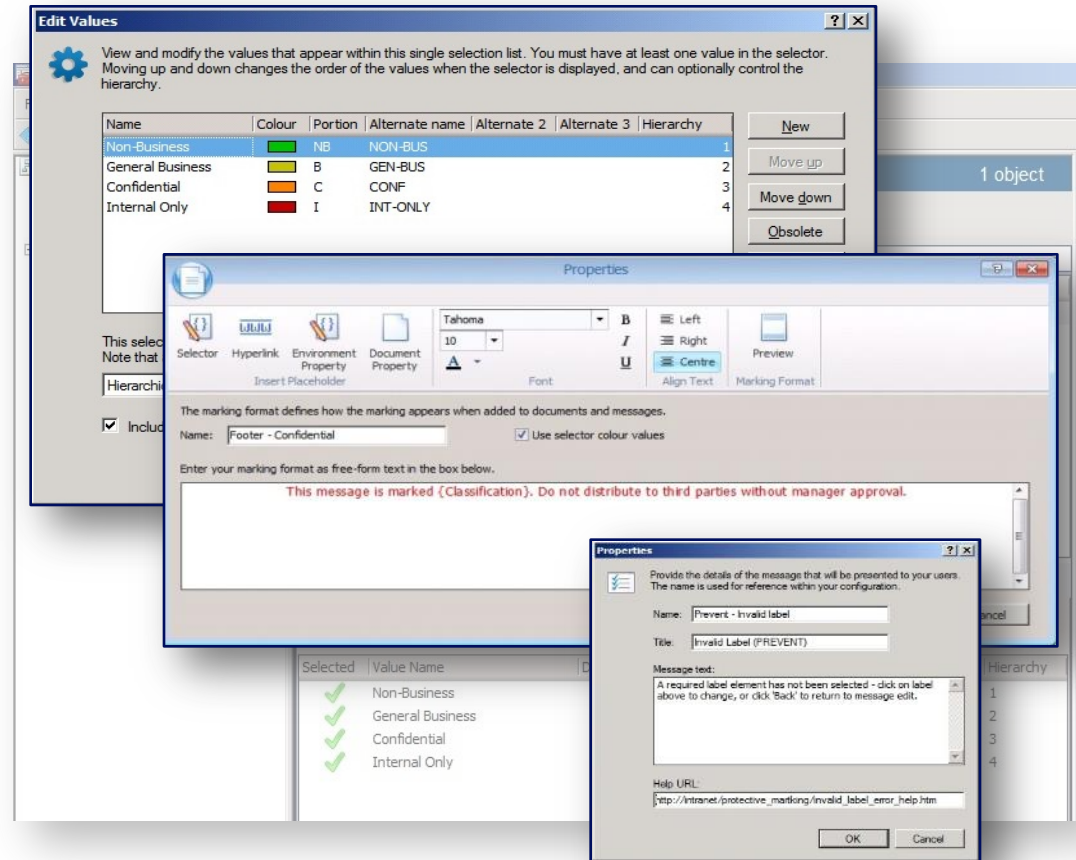 Edit Values
View and modify the values that appear within this single selection list. You must have at least one value in the selector.
Moving up and down changes the order of the values when the selector is displayed, and can optionally control the
hierarchy.
Name Colour Portion Alternate name Alternate 2 Alternate 3 Hierarchy
Non-Business NB NON-BUS 1
General Business B GEN-BUS 2
Confidential C CONF 3
Internal Only I INT-ONLY 4
New
Move up
Move down
Obsolete
1 object
This selec
Note that
Hierarchi
Includ
Properties
Selector
Hyperlink
Environment
Property
Document
Property
Insert Placeholder
Tahoma
10
B
I
U
A
Font
Left
Right
Centre
Align Text
Preview
Marking Format
The marking format defines how the marking appears when added to documents and messages.
Name: Footer - Confidential Use selector colour values
Enter your marking format as free-form text in the box below.
This message is marked {Classification}. Do not distribute to third parties without manager approval.
ancel
Properties
Provide the details of the message that will be presented to your users.
The name is used for reference within your configuration.
Name: Prevent - Invalid label
Title: Invalid Label (PREVENT)
Message text:
A required label element has not been selected - click on label
above to change, or click 'Back' to return to message edit.
Help URL:
http://intranet/protective_martking/invalid_label_error_help.htm
OK Cancel
Selected Value Name D Hierarchy
Non-Business 1
General Business 2
Confidential 3
Internal Only 4